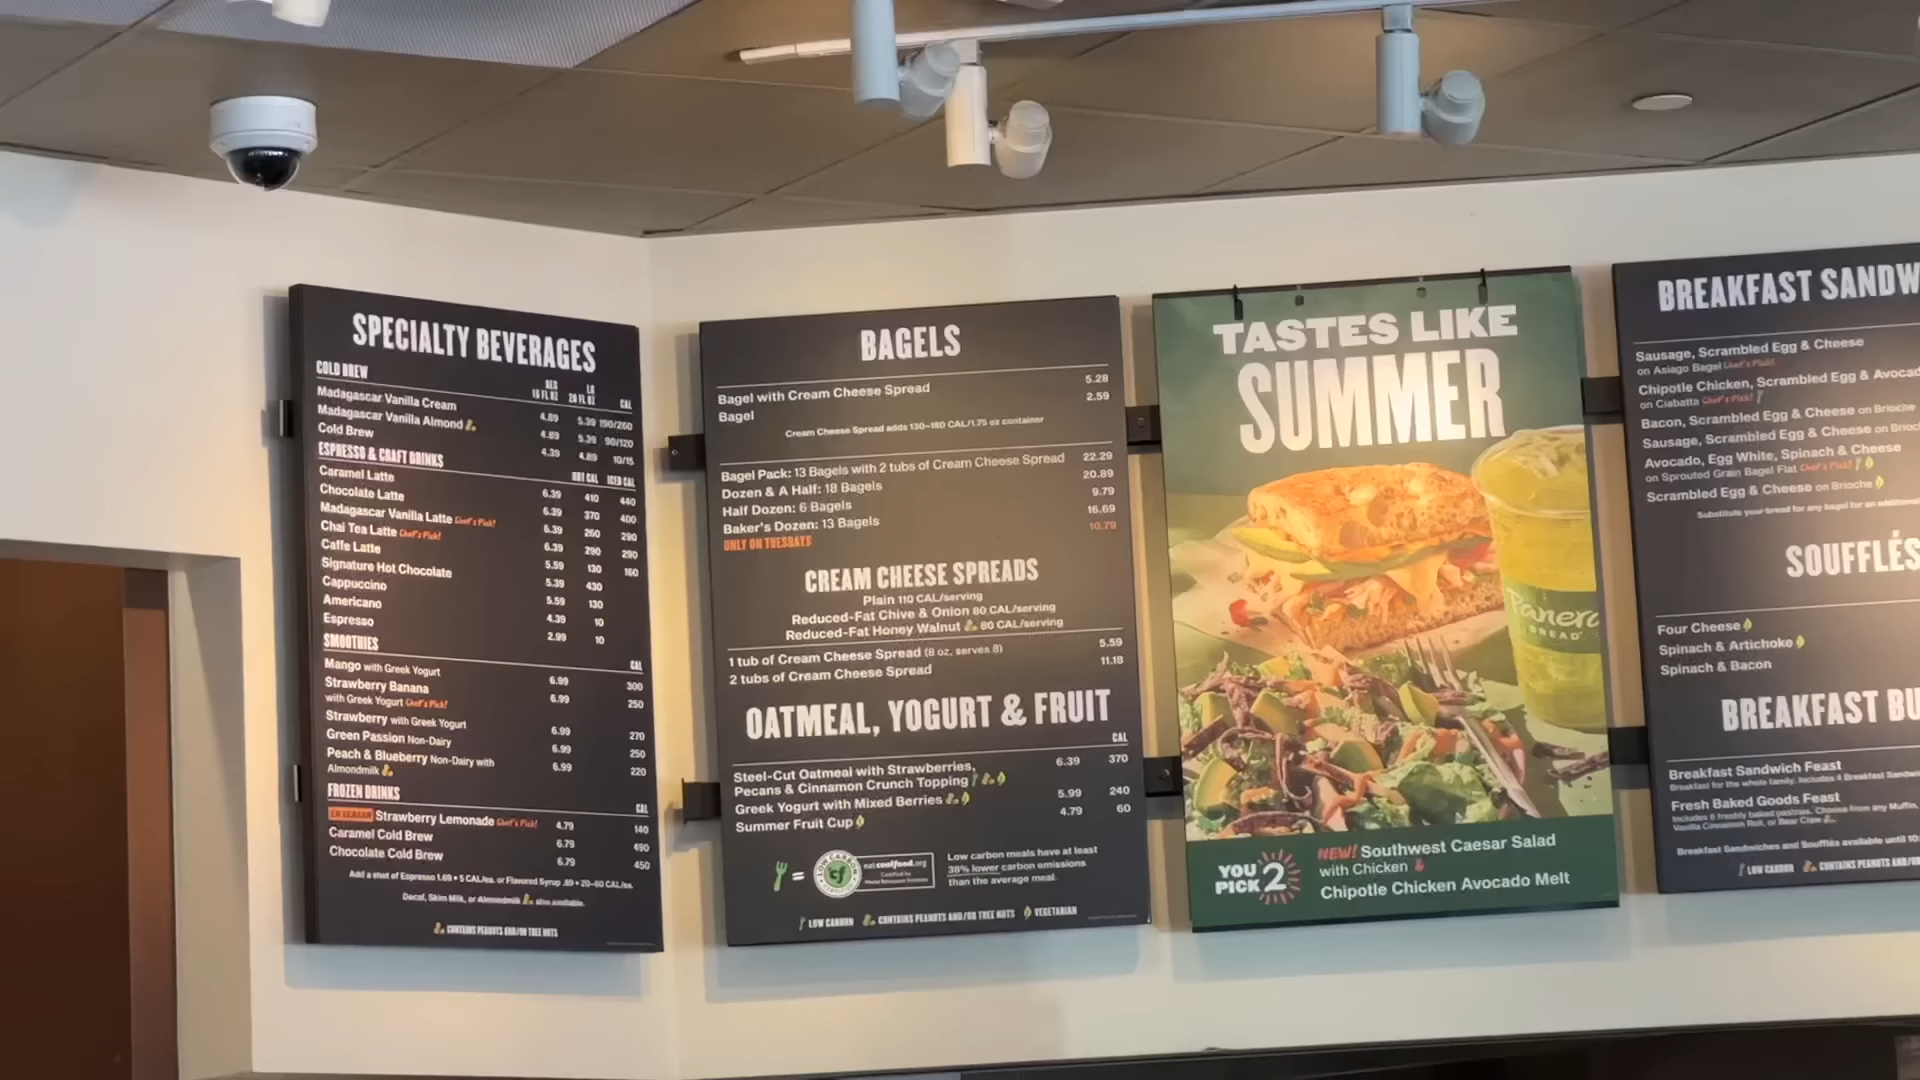 SPECIALTY BEVERAGES
COLD BREW
REG 16 FL OZ LG 20 FL OZ CAL
Madagascar Vanilla Cream 4.89 5.39 190/260
Madagascar Vanilla Almond 4.89 5.39 90/120
Cold Brew 4.39 4.89 10/15
ESPRESSO & CRAFT DRINKS
HOT CAL ICED CAL
Caramel Latte 6.39 410 440
Chocolate Latte 6.39 370 400
Madagascar Vanilla Latte Chef's Pick! 6.39 260 290
Chai Tea Latte Chef's Pick! 6.39 290 290
Caffe Latte 5.59 130 160
Signature Hot Chocolate 5.39 430
Cappuccino 5.59 130
Americano 4.39 10
Espresso 2.99 10
SMOOTHIES CAL
Mango with Greek Yogurt 6.99 300
Strawberry Banana 6.99 250
with Greek Yogurt Chef's Pick!
Strawberry with Greek Yogurt 6.99 270
Green Passion Non-Dairy 6.99 250
Peach & Blueberry Non-Dairy with 6.99 220
Almondmilk
FROZEN DRINKS CAL
Strawberry Lemonade Chef's Pick! 4.79 140
Caramel Cold Brew 6.79 490
Chocolate Cold Brew 6.79 450
Add a shot of Espresso 1.69 • 5 CAL/ea. or Flavored Syrup .89 • 20-60 CAL/ea.
Decaf, Skim Milk, or Almondmilk also available.
CONTAINS PEANUTS AND/OR TREE NUTS
BAGELS
Bagel with Cream Cheese Spread 5.28
Bagel 2.59
Cream Cheese Spread adds 130-180 CAL/1.75 oz container
Bagel Pack: 13 Bagels with 2 tubs of Cream Cheese Spread 22.29
Dozen & A Half: 18 Bagels 20.89
Half Dozen: 6 Bagels 9.79
Baker's Dozen: 13 Bagels 16.69
ONLY ON TUESDAYS 10.79
CREAM CHEESE SPREADS
Plain 110 CAL/serving
Reduced-Fat Chive & Onion 80 CAL/serving
Reduced-Fat Honey Walnut 80 CAL/serving
1 tub of Cream Cheese Spread (8 oz, serves 8) 5.59
2 tubs of Cream Cheese Spread 11.18
OATMEAL, YOGURT & FRUIT
CAL
Steel-Cut Oatmeal with Strawberries, 6.39 370
Pecans & Cinnamon Crunch Topping
Greek Yogurt with Mixed Berries 5.99 240
Summer Fruit Cup 4.79 60
= LOW CARBON cf eat coolfood.org
Certified by
World Resources Institute
Low carbon meals have at least
38% lower carbon emissions
than the average meal.
LOW CARBON CONTAINS PEANUTS AND/OR TREE NUTS VEGETARIAN
TASTES LIKE
SUMMER
Panera
BREAD
YOU
PICK 2
NEW! Southwest Caesar Salad
with Chicken
Chipotle Chicken Avocado Melt
BREAKFAST SANDW
Sausage, Scrambled Egg & Cheese
on Asiago Bagel Chef's Pick!
Chipotle Chicken, Scrambled Egg & Avocad
on Ciabatta Chef's Pick!
Bacon, Scrambled Egg & Cheese on Brioche
Sausage, Scrambled Egg & Cheese on Brioc
Avocado, Egg White, Spinach & Cheese
on Sprouted Grain Bagel Flat Chef's Pick!
Scrambled Egg & Cheese on Brioche
Substitute your bread for any bagel for an additional
SOUFFLÉS
Four Cheese
Spinach & Artichoke
Spinach & Bacon
BREAKFAST BU
Breakfast Sandwich Feast
Breakfast for the whole family. Includes 4 Breakfast Sandwi
Fresh Baked Goods Feast
Includes 6 freshly baked pastries. Choose from any Muffin,
Vanilla Cinnamon Roll, or Bear Claw
Breakfast Sandwiches and Soufflés available until 10:
LOW CARBON CONTAINS PEANUTS AND/OR